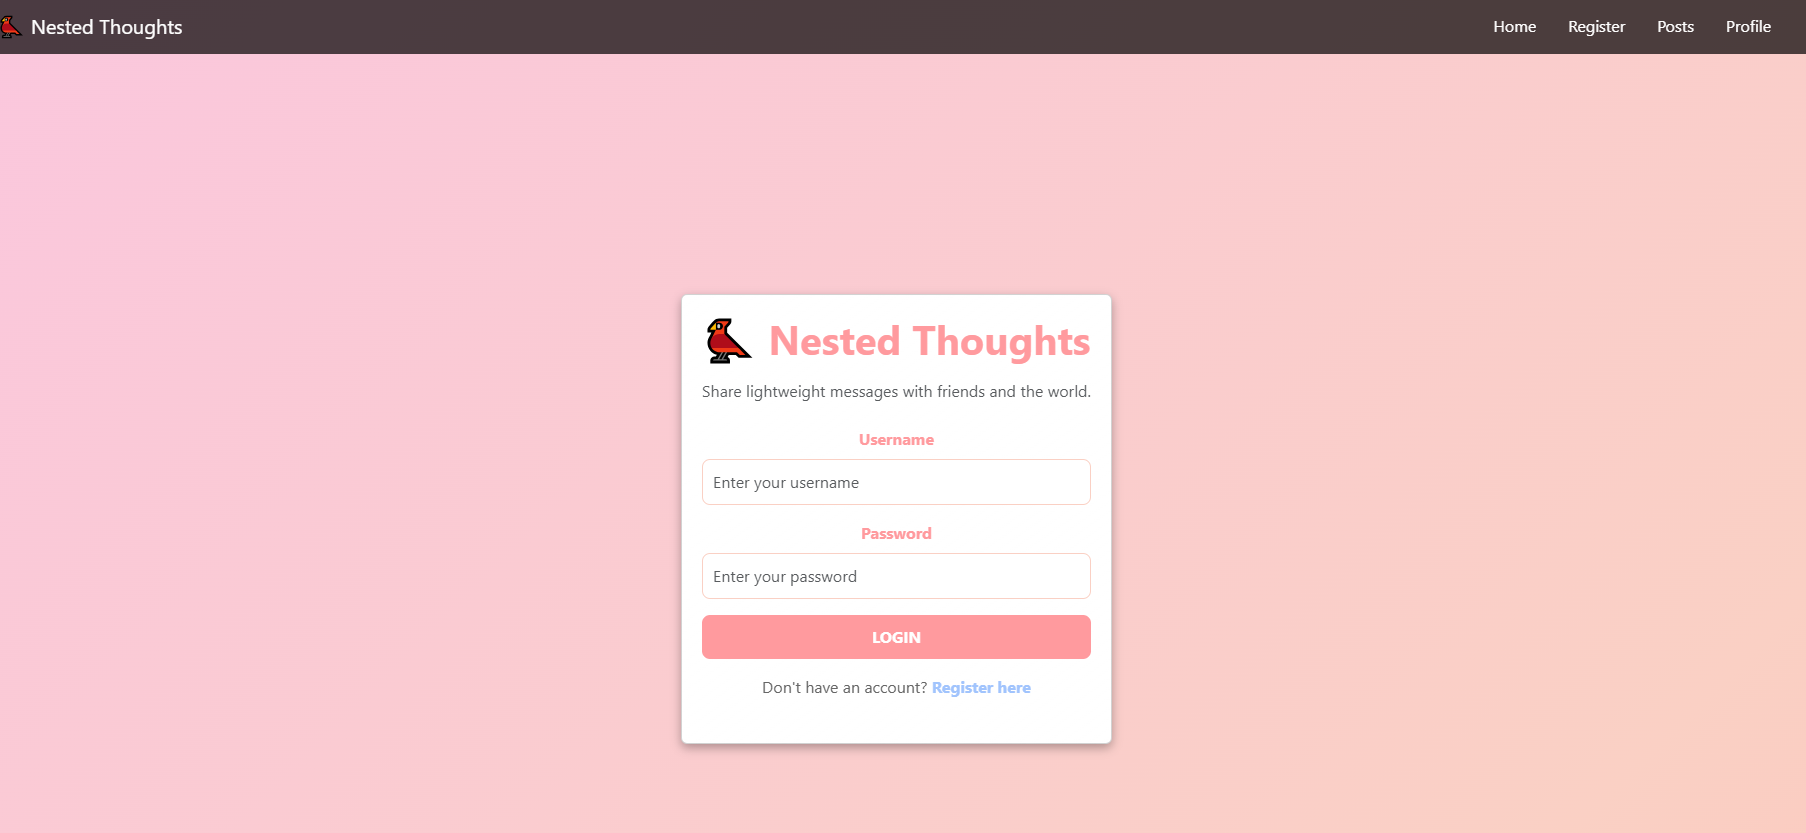 Nested Thoughts Home Register Posts Profile
Nested Thoughts
Share lightweight messages with friends and the world.
Username
Enter your username
Password
Enter your password
LOGIN
Don't have an account? Register here